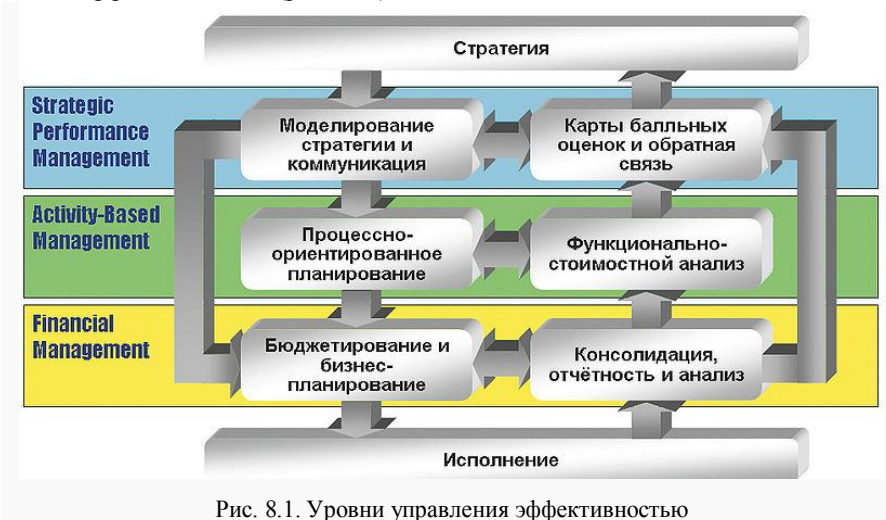 Стратегия
Strategic
Performance
Management
Моделирование
стратегии и
коммуникация
Карты балльных
оценок и обратная
связь
Activity-Based
Management
Процессно-
ориентированное
планирование
Функционально-
стоимостной анализ
Financial
Management
Бюджетирование и
бизнес-
планирование
Консолидация,
отчётность и анализ
Исполнение
Рис. 8.1. Уровни управления эффективностью